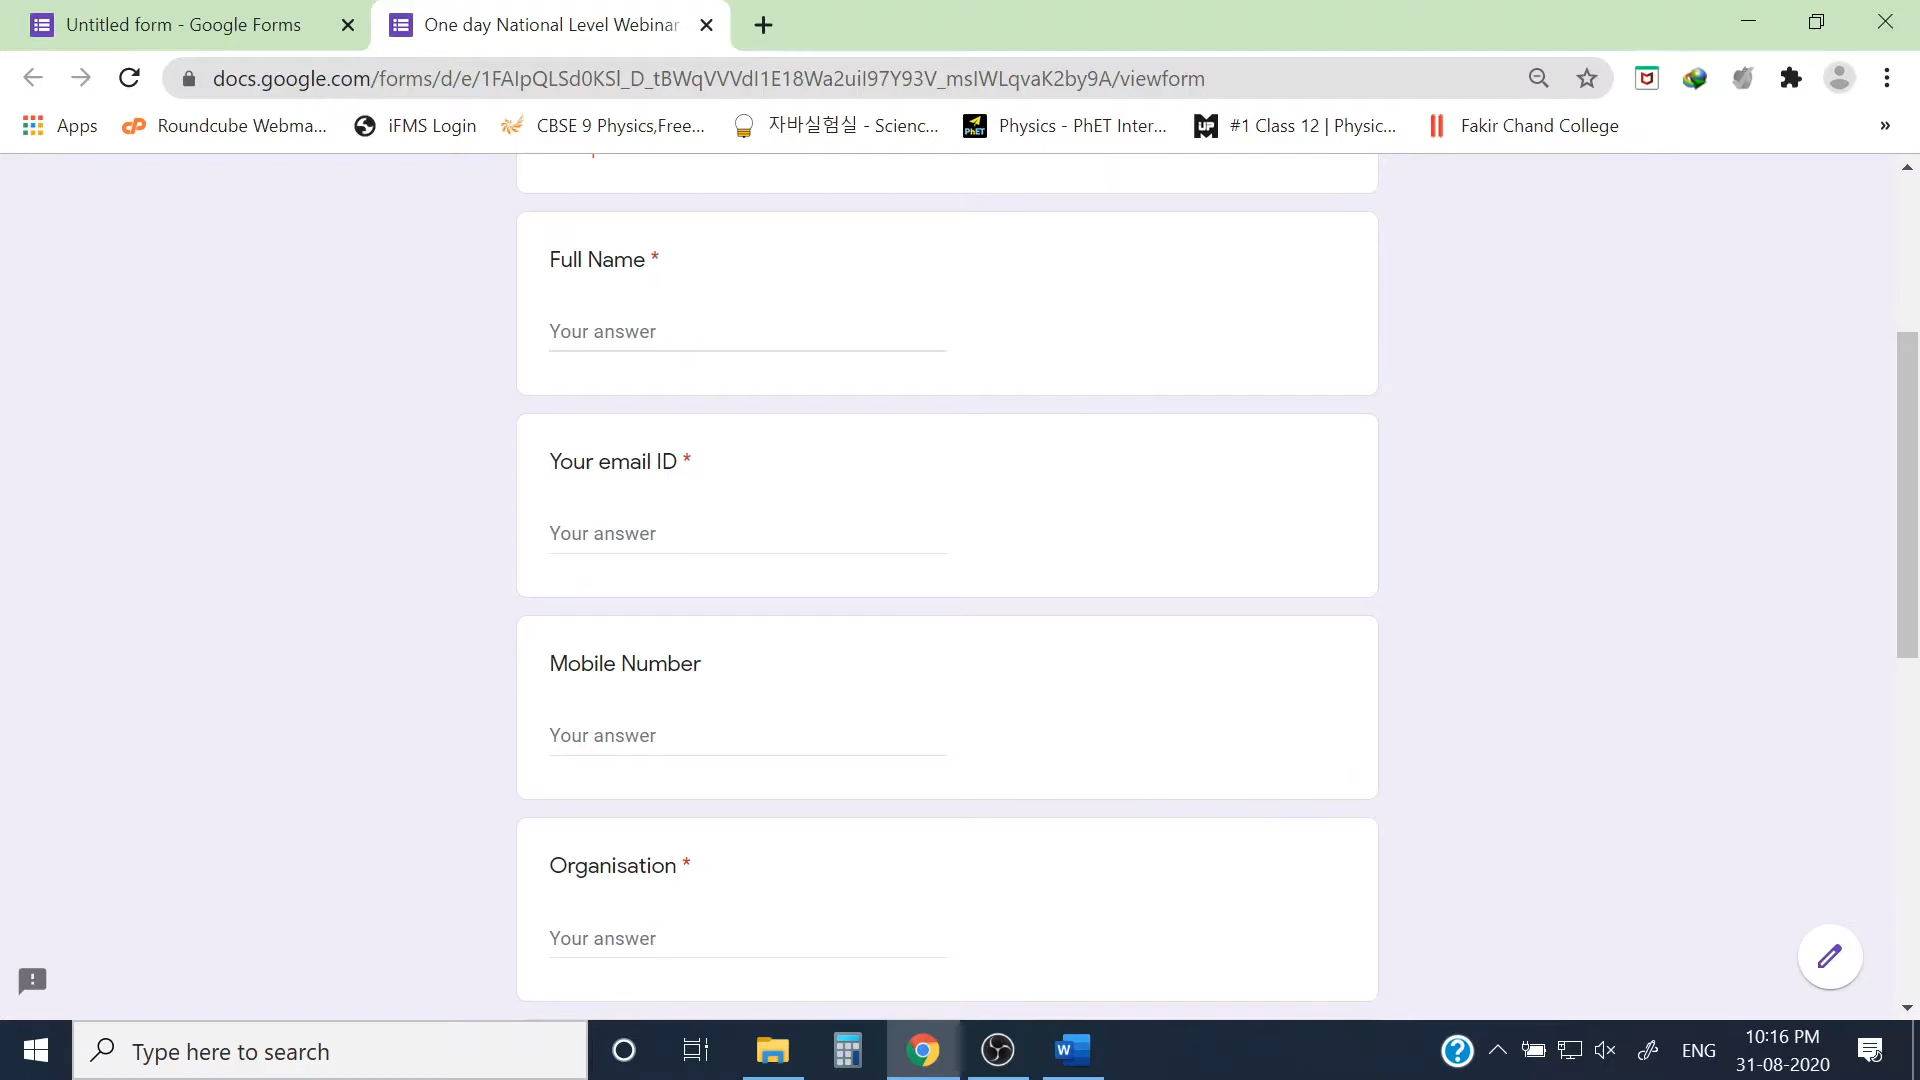 Untitled form - Google Forms
One day National Level Webinar
docs.google.com/forms/d/e/1FAIpQLSd0KSl_D_tBWqVVVdI1E18Wa2uiI97Y93V_msIWLqvaK2by9A/viewform
Apps
Roundcube Webma...
iFMS Login
CBSE 9 Physics,Free...
자바실험실 - Scienc...
PhET
Physics - PhET Inter...
UP
#1 Class 12 | Physic...
Fakir Chand College
»
Full Name *
Your answer
Your email ID *
Your answer
Mobile Number
Your answer
Organisation *
Your answer
Type here to search
W
ENG
10:16 PM
31-08-2020